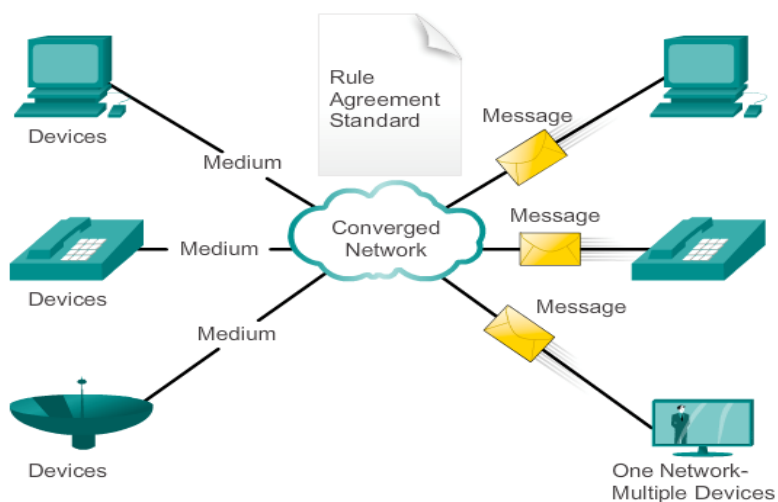 Rule
Agreement
Standard
Devices
Medium
Message
Devices
Medium
Converged
Network
Message
Devices
Medium
Message
One Network-
Multiple Devices